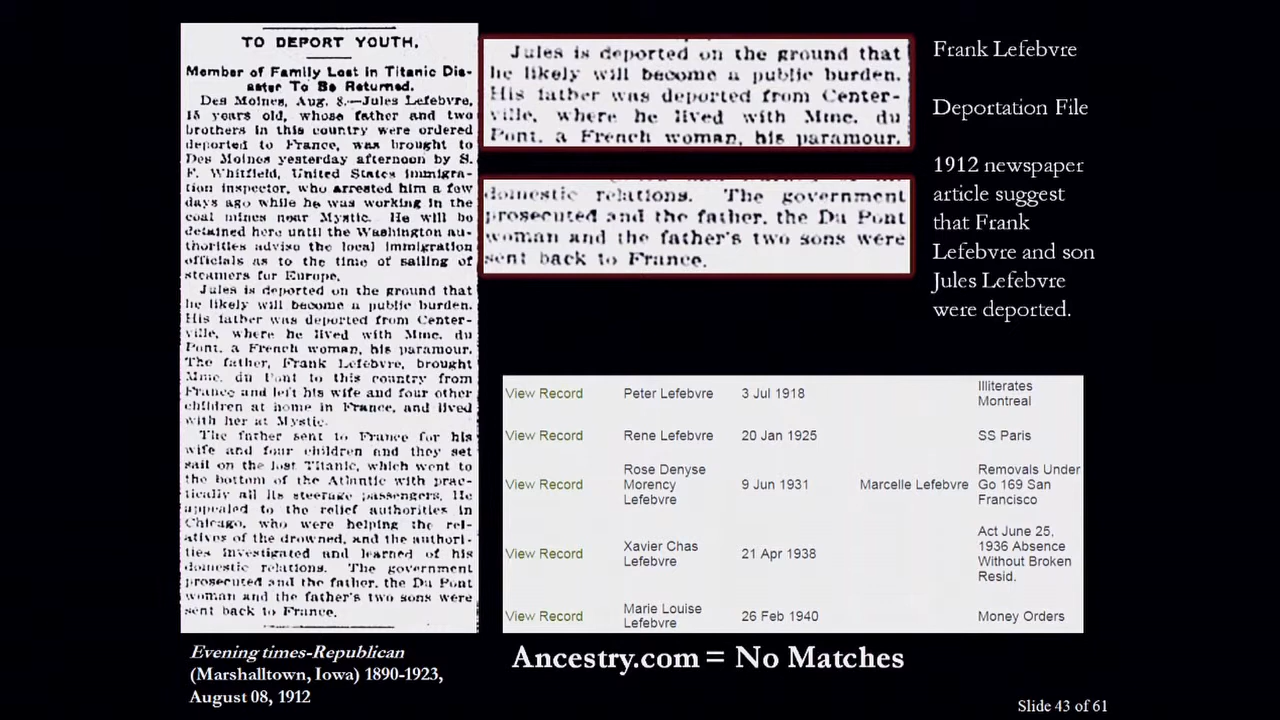 TO DEPORT YOUTH.
Member of Family Lost in Titanic Dis-
aster To Be Returned.
Des Moines, Aug. 8.—Jules Lefebvre,
15 years old, whose father and two
brothers in this country were ordered
deported to France, was brought to
Des Moines yesterday afternoon by S.
F. Whitfield, United States immigra-
tion inspector, who arrested him a few
days ago while he was working in the
coal mines near Mystic. He will be
detained here until the Washington au-
thorities advise the local immigration
officials as to the time of sailing of
steamers for Europe.
Jules is deported on the ground that
he likely will become a public burden.
His father was deported from Center-
ville, where he lived with Mme. du
Pont, a French woman, his paramour.
The father, Frank Lefebvre, brought
Mme. du Pont to this country from
France and left his wife and four other
children at home in France, and lived
with her at Mystic.
The father sent to France for his
wife and four children and they set
sail on the lost Titanic, which went to
the bottom of the Atlantic with prac-
tically all its steerage passengers. He
appealed to the relief authorities in
Chicago, who were helping the rel-
atives of the drowned, and the authori-
ties investigated and learned of his
domestic relations. The government
prosecuted and the father, the Du Pont
woman and the father's two sons were
sent back to France.
Evening times-Republican
(Marshalltown, Iowa) 1890-1923,
August 08, 1912
Jules is deported on the ground that
he likely will become a public burden.
His father was deported from Center-
ville, where he lived with Mme. du
Pont, a French woman, his paramour.
domestic relations. The government
prosecuted and the father, the Du Pont
woman and the father's two sons were
sent back to France.
Frank Lefebvre
Deportation File
1912 newspaper
article suggest
that Frank
Lefebvre and son
Jules Lefebvre
were deported.
View Record Peter Lefebvre 3 Jul 1918 Illiterates
Montreal
View Record Rene Lefebvre 20 Jan 1925 SS Paris
Rose Denyse Removals Under
View Record Morency 9 Jun 1931 Marcelle Lefebvre Go 169 San
Lefebvre Francisco
Act June 25,
View Record Xavier Chas 21 Apr 1938 1936 Absence
Lefebvre Without Broken
Resid.
View Record Marie Louise 26 Feb 1940 Money Orders
Lefebvre
Ancestry.com = No Matches
Slide 43 of 61